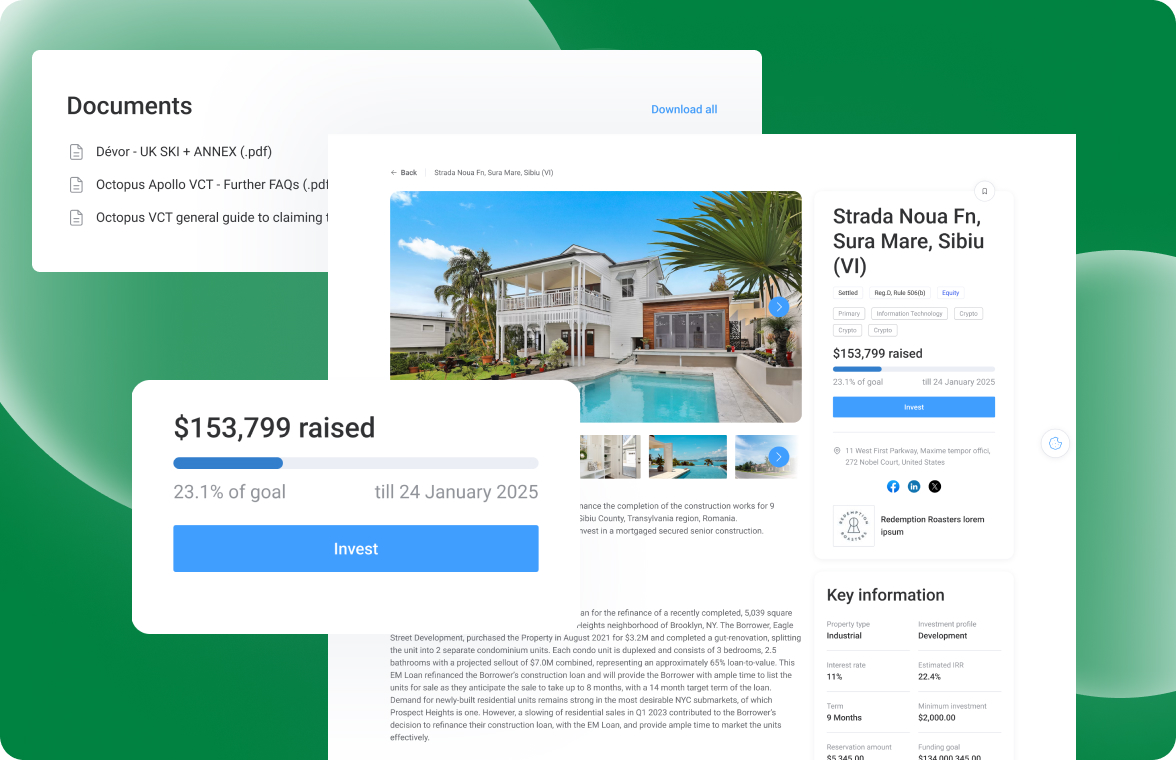 Documents
Download all
Dévor - UK SKI + ANNEX (.pdf)
Octopus Apollo VCT - Further FAQs (.pdf
Octopus VCT general guide to claiming
Back
Strada Noua Fn, Sura Mare, Sibiu (VI)
Strada Noua Fn,
Sura Mare, Sibiu
(VI)
Settled
Reg.D, Rule 506(b)
Equity
Primary
Information Technology
Crypto
Crypto
Crypto
$153,799 raised
23.1% of goal
till 24 January 2025
Invest
11 West First Parkway, Maxime tempor offici,
272 Nobel Court, United States
REDEMPTION
ROASTERS
Redemption Roasters lorem
ipsum
$153,799 raised
23.1% of goal
till 24 January 2025
Invest
the completion of the construction works for 9
Sibiu County, Transylvania region, Romania.
invest in a mortgaged secured senior construction.
an for the refinance of a recently completed, 5,039 square
Heights neighborhood of Brooklyn, NY. The Borrower, Eagle
Street Development, purchased the Property in August 2021 for $3.2M and completed a gut-renovation, splitting
the unit into 2 separate condominium units. Each condo unit is duplexed and consists of 3 bedrooms, 2.5
bathrooms with a projected sellout of $7.0M combined, representing an approximately 65% loan-to-value. This
EM Loan refinanced the Borrower's construction loan and will provide the Borrower with ample time to list the
units for sale as they anticipate the sale to take up to 8 months, with a 14 month target term of the loan.
Demand for newly-built residential units remains strong in the most desirable NYC submarkets, of which
Prospect Heights is one. However, a slowing of residential sales in Q1 2023 contributed to the Borrower's
decision to refinance their construction loan, with the EM Loan, and provide ample time to market the units
effectively.
Key information
Property type
Industrial
Investment profile
Development
Interest rate
11%
Estimated IRR
22.4%
Term
9 Months
Minimum investment
$2,000.00
Reservation amount
$5,345.00
Funding goal
$134,000,345.00